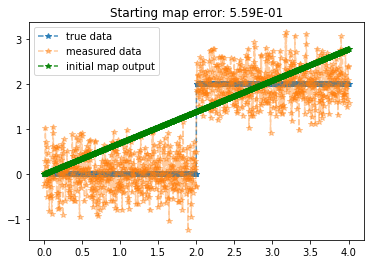 Starting map error: 5.59E-01
true data
measured data
initial map output
3
2
1
0
−1
0.0 0.5 1.0 1.5 2.0 2.5 3.0 3.5 4.0